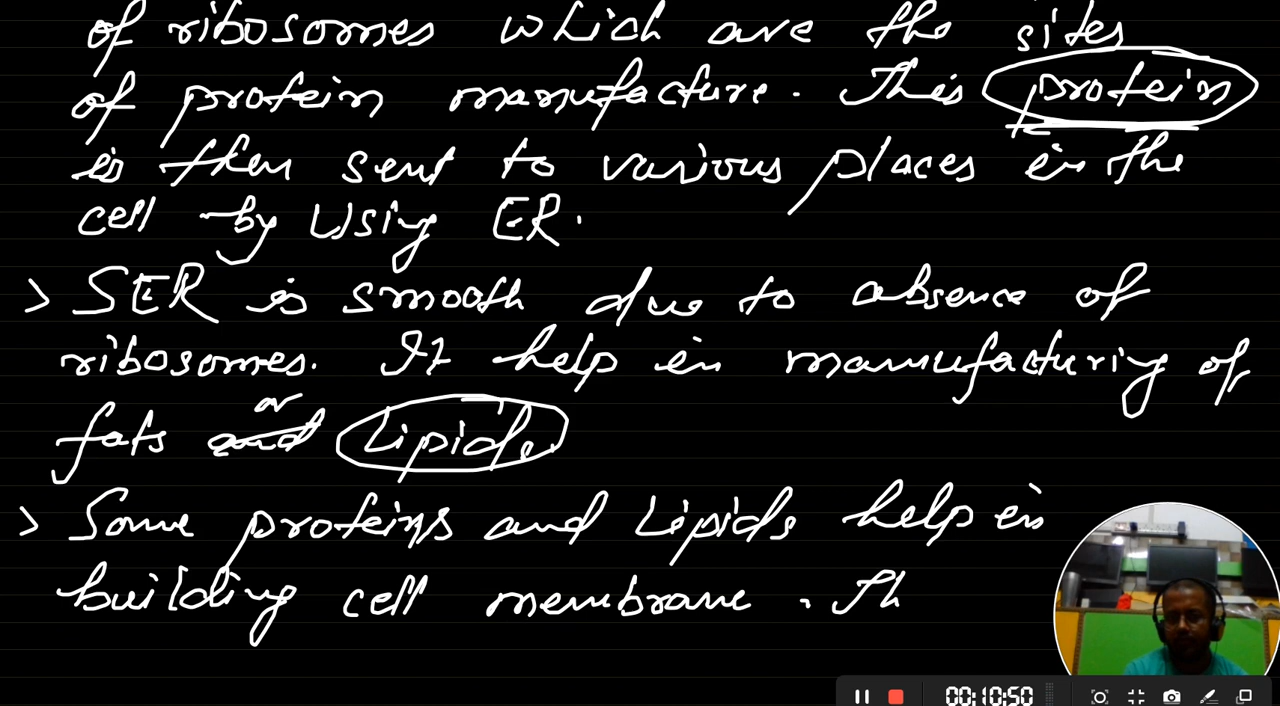 of ribosomes which are the sites
of protein manufacture. This protein
is then sent to various places in the
cell by Using ER.
> SER is smooth due to absence of
ribosomes. It help in manufacturing of
fats or Lipids.
> Some proteins and Lipids help in
building cell membrane. Th
00:10:50